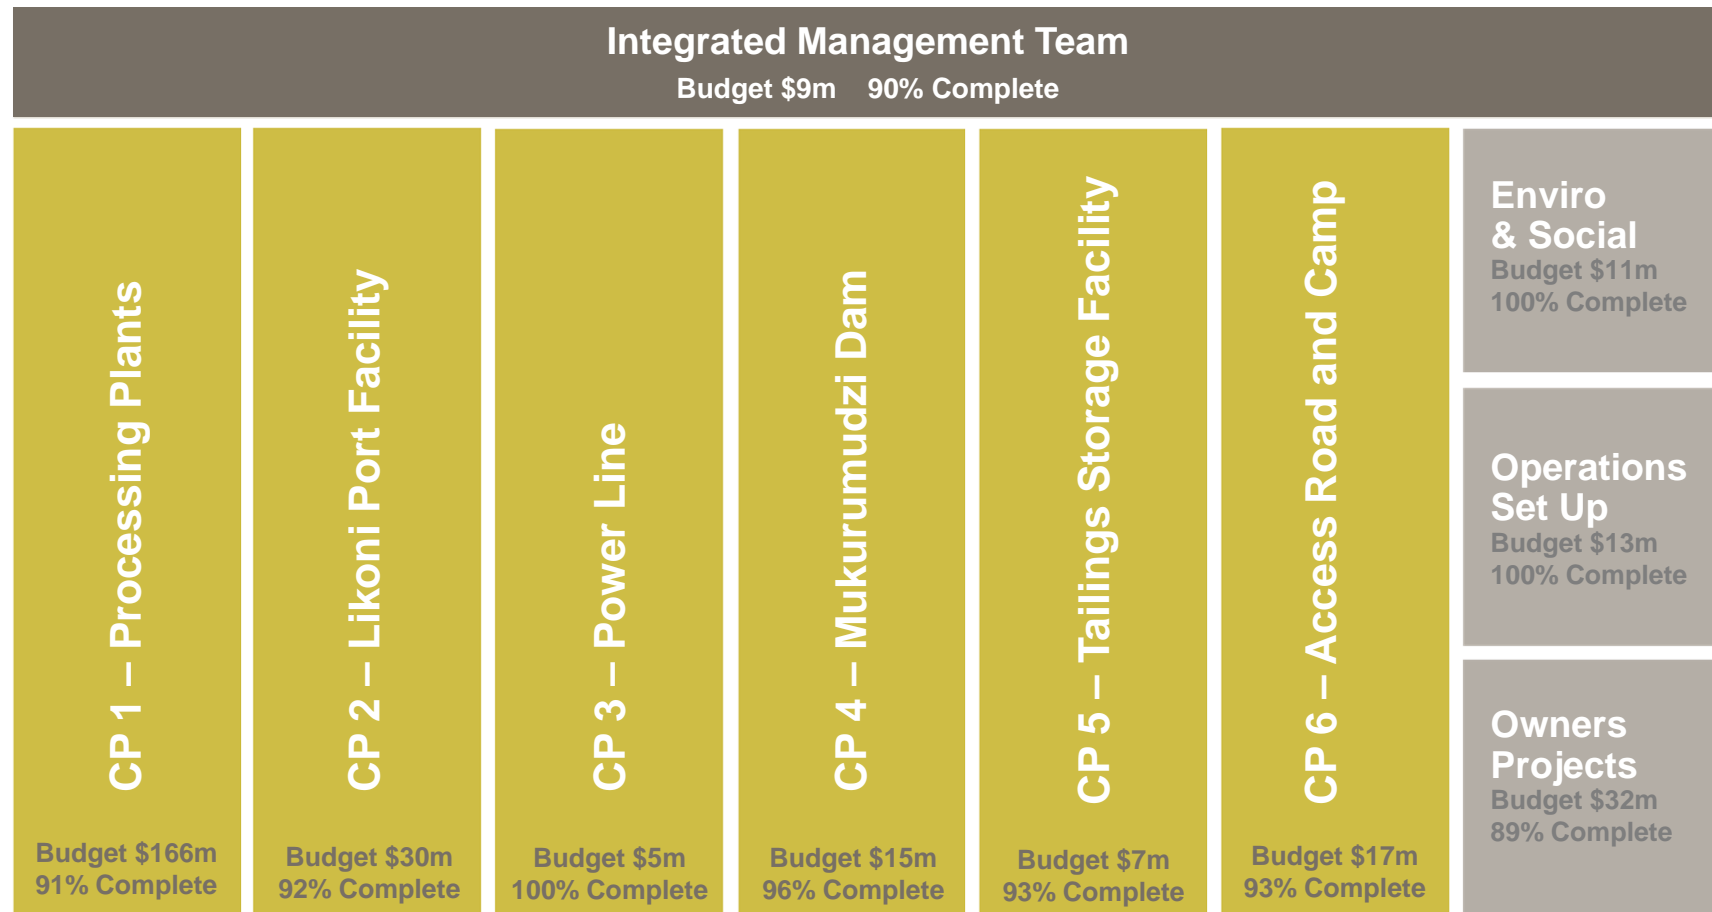 Integrated Management Team
Budget $9m 90% Complete
CP 1 – Processing Plants
Budget $166m
91% Complete
CP 2 – Likoni Port Facility
Budget $30m
92% Complete
CP 3 – Power Line
Budget $5m
100% Complete
CP 4 – Mukurumudzi Dam
Budget $15m
96% Complete
CP 5 – Tailings Storage Facility
Budget $7m
93% Complete
CP 6 – Access Road and Camp
Budget $17m
93% Complete
Enviro
& Social
Budget $11m
100% Complete
Operations
Set Up
Budget $13m
100% Complete
Owners
Projects
Budget $32m
89% Complete